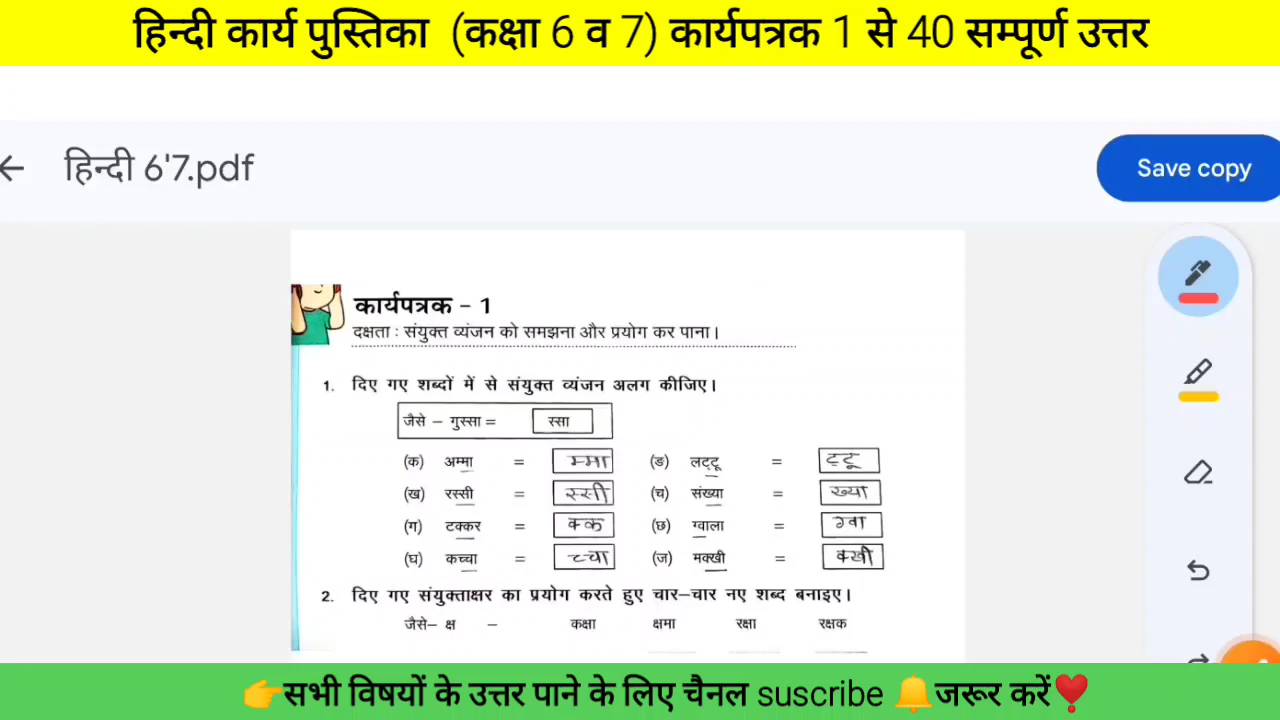 हिन्दी कार्य पुस्तिका (कक्षा 6 व 7) कार्यपत्रक 1 से 40 सम्पूर्ण उत्तर
हिन्दी 6'7.pdf
Save copy
कार्यपत्रक - 1
दक्षता : संयुक्त व्यंजन को समझना और प्रयोग कर पाना।
1. दिए गए शब्दों में से संयुक्त व्यंजन अलग कीजिए।
जैसे – गुस्सा = स्सा
(क) अम्मा = म्मा (ङ) लट्टू = ट्टू
(ख) रस्सी = स्सी (च) संख्या = ख्या
(ग) टक्कर = क्क (छ) ग्वाला = ग्वा
(घ) कच्चा = च्चा (ज) मक्खी = क्खी
2. दिए गए संयुक्ताक्षर का प्रयोग करते हुए चार–चार नए शब्द बनाइए।
जैसे– क्ष – कक्षा क्षमा रक्षा रक्षक
👉सभी विषयों के उत्तर पाने के लिए चैनल suscribe 🔔जरूर करें❣️